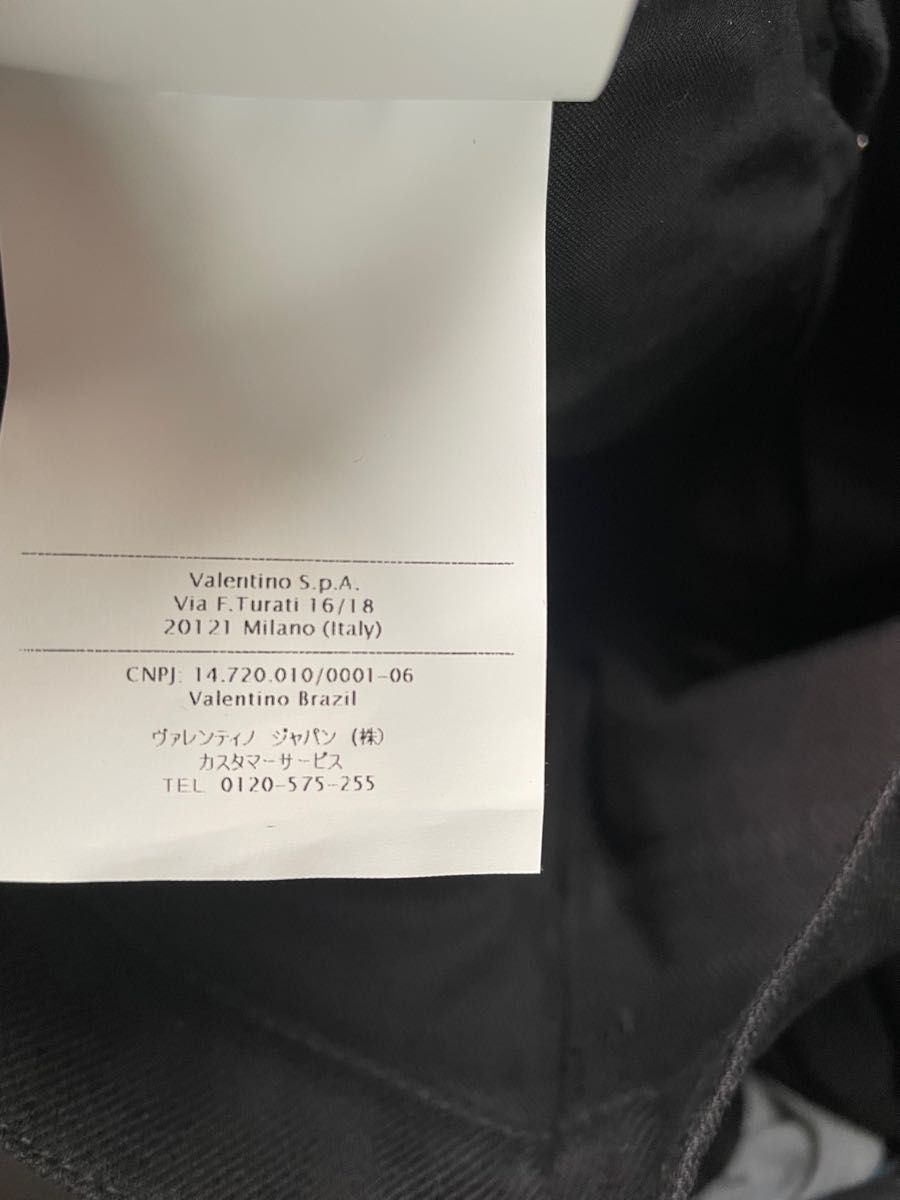 Valentino S.p.A.
Via F.Turati 16/18
20121 Milano (Italy)
CNPJ: 14.720.010/0001-06
Valentino Brazil
ヴァレンティノ ジャパン (株)
カスタマーサービス
TEL 0120-575-255